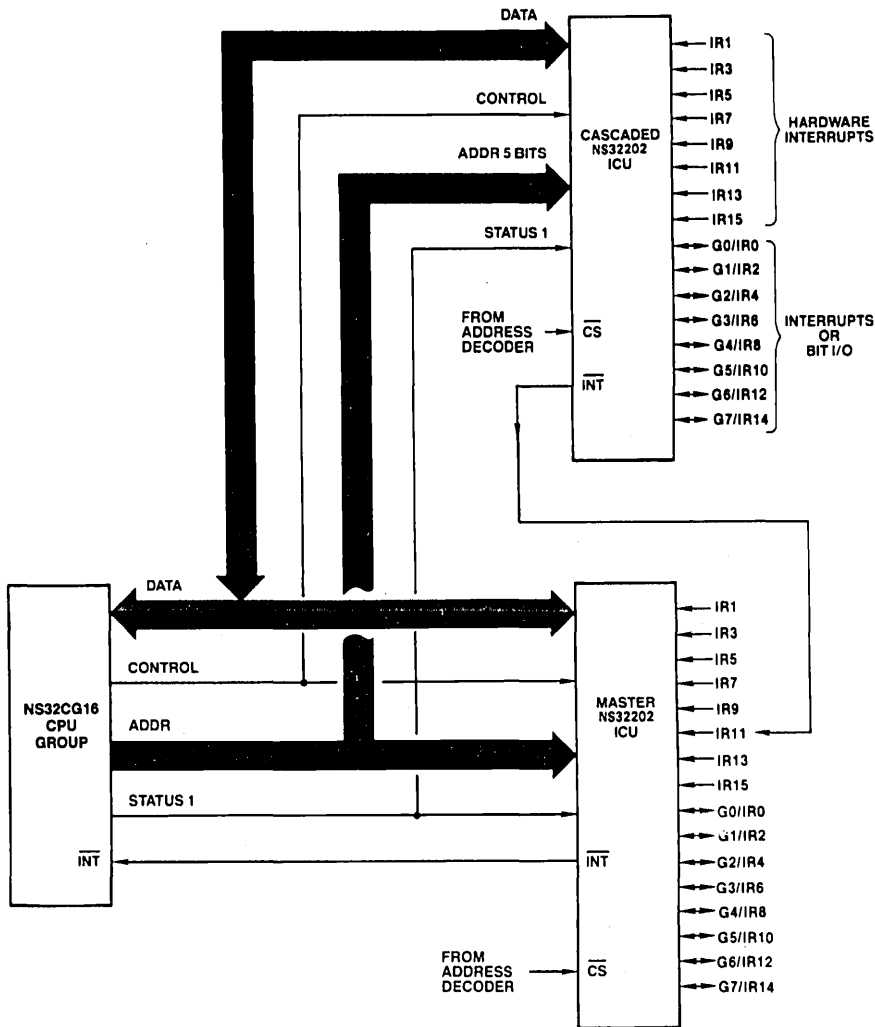 DATA
CONTROL
ADDR 5 BITS
STATUS 1
FROM
ADDRESS
DECODER
CASCADED
NS32202
ICU
CS
INT
IR1
IR3
IR5
IR7
IR9
IR11
IR13
IR15
G0/IR0
G1/IR2
G2/IR4
G3/IR6
G4/IR8
G5/IR10
G6/IR12
G7/IR14
HARDWARE
INTERRUPTS
INTERRUPTS
OR
BIT I/O
NS32CG16
CPU
GROUP
INT
DATA
CONTROL
ADDR
STATUS 1
FROM
ADDRESS
DECODER
MASTER
NS32202
ICU
INT
CS
IR1
IR3
IR5
IR7
IR9
IR11
IR13
IR15
G0/IR0
G1/IR2
G2/IR4
G3/IR6
G4/IR8
G5/IR10
G6/IR12
G7/IR14